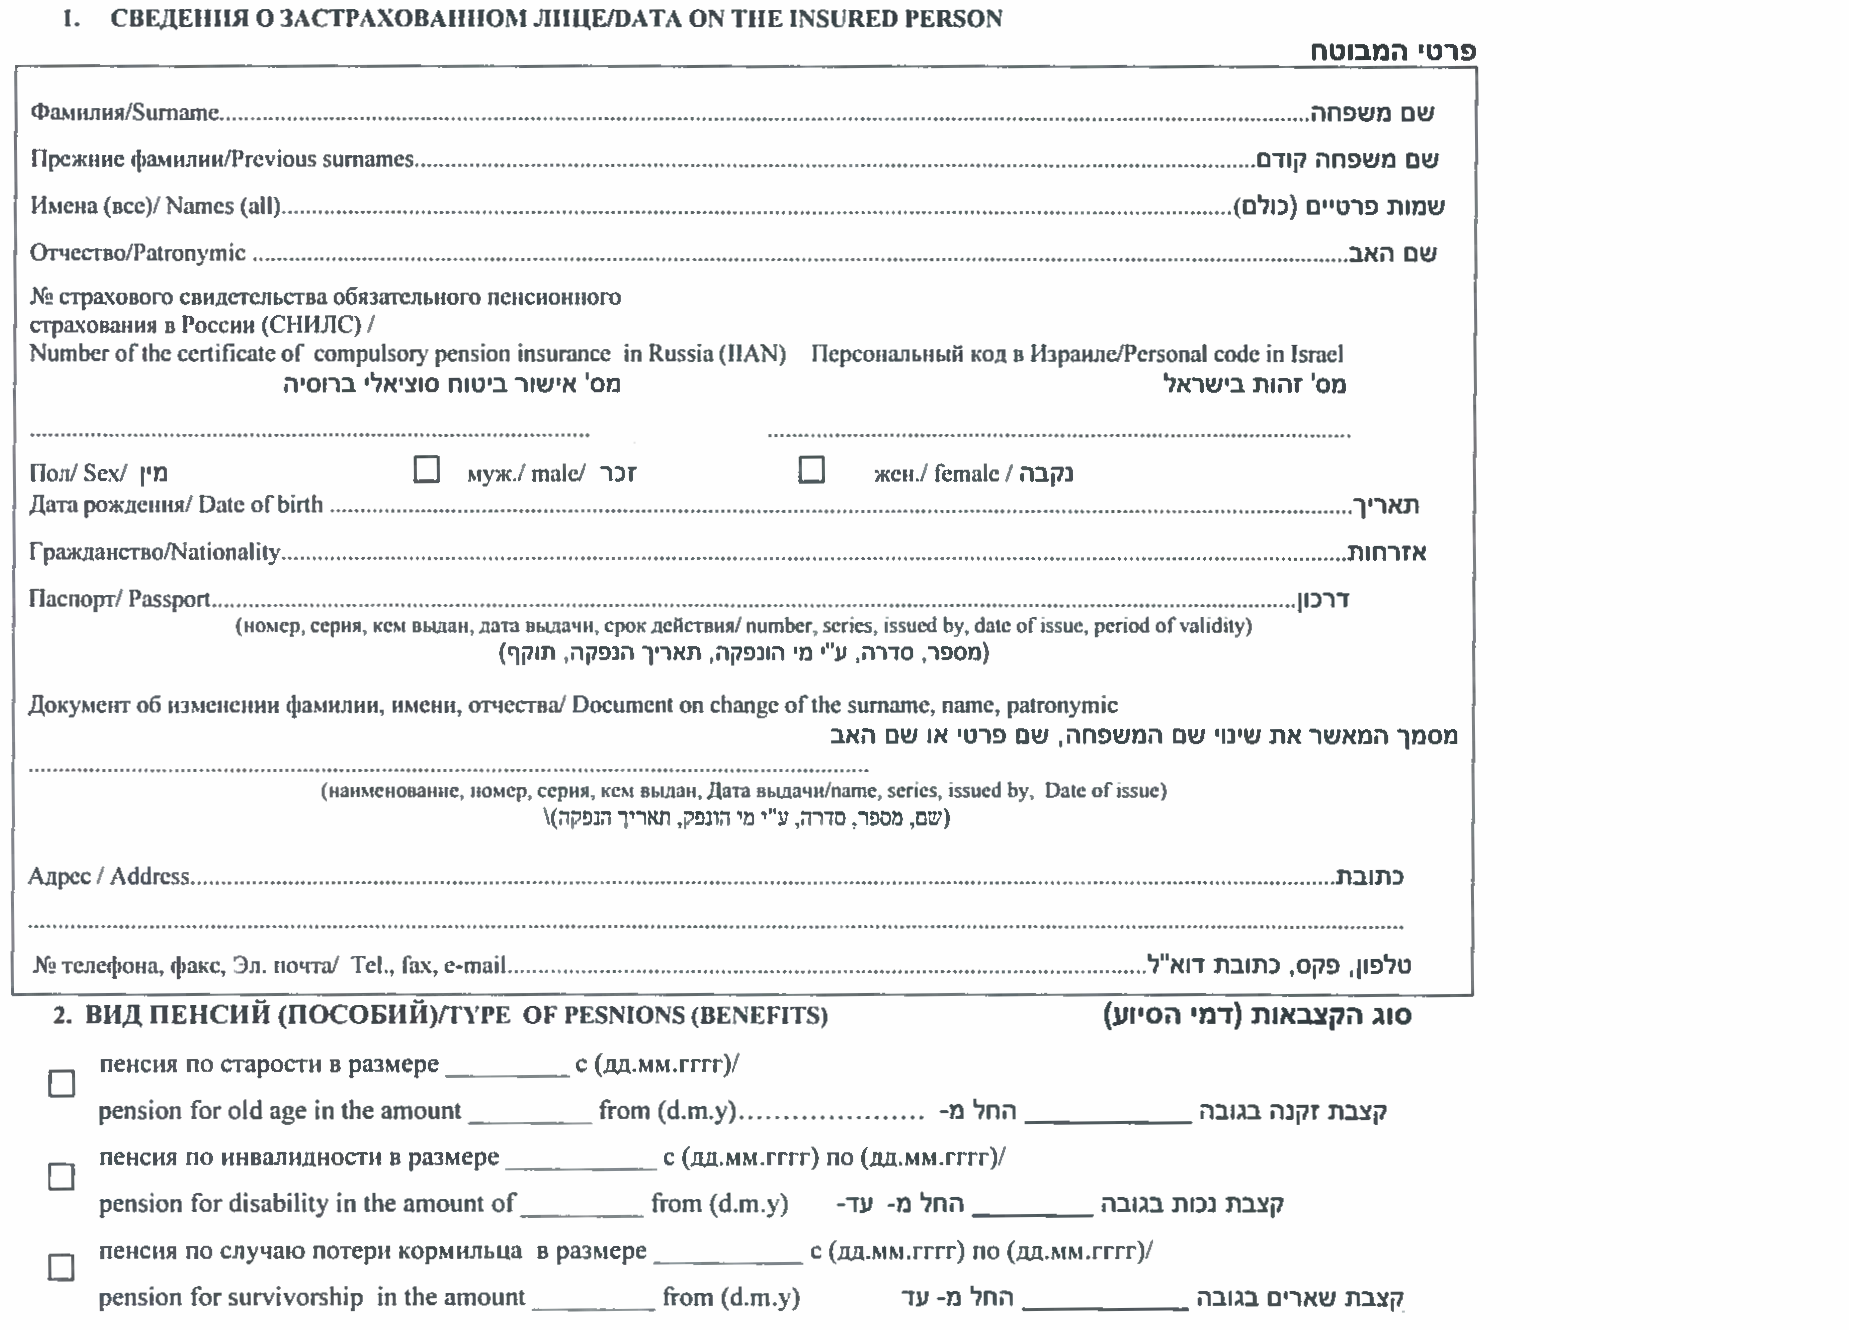 1. СВЕДЕНИЯ О ЗАСТРАХОВАННОМ ЛИЦЕ/DATA ON THE INSURED PERSON
פרטי המבוטח
Фамилия/Surname..........שם משפחה
Прежние фамилии/Previous surnames..........שם משפחה קודם
Имена (все)/ Names (all)..........שמות פרטיים (כולם)
Отчество/Patronymic ..........שם האב
№ страхового свидетельства обязательного пенсионного
страхования в России (СНИЛС) /
Number of the certificate of compulsory pension insurance in Russia (IIAN) Персональный код в Израиле/Personal code in Israel
מס' אישור ביטוח סוציאלי ברוסיה מס' זהות בישראל
.......... ..........
Пол/ Sex/ מין ☐ муж./ male/ זכר ☐ жен./ female / נקבה
Дата рождения/ Date of birth ..........תאריך
Гражданство/Nationality..........אזרחות
Паспорт/ Passport..........דרכון
(номер, серия, кем выдан, дата выдачи, срок действия/ number, series, issued by, date of issue, period of validity)
(מספר, סדרה, ע"י מי הונפקה, תאריך הנפקה, תוקף)
Документ об изменении фамилии, имени, отчества/ Document on change of the surname, name, patronymic
מסמך המאשר את שינוי שם המשפחה, שם פרטי או שם האב
..........
(наименование, номер, серия, кем выдан, Дата выдачи/name, series, issued by, Date of issue)
(שם, מספר, סדרה, ע"י מי הונפק, תאריך הנפקה)\
Адрес / Address..........כתובת
..........
№ телефона, факс, Эл. почта/ Tel., fax, e-mail..........טלפון, פקס, כתובת דוא"ל
2. ВИД ПЕНСИЙ (ПОСОБИЙ)/TYPE OF PESNIONS (BENEFITS) סוג הקצבאות (דמי הסיוע)
☐ пенсия по старости в размере __________ с (дд.мм.гггг)/
pension for old age in the amount __________ from (d.m.y)..................... קצבת זקנה בגובה __________ החל מ-
☐ пенсия по инвалидности в размере __________ с (дд.мм.гггг) по (дд.мм.гггг)/
pension for disability in the amount of __________ from (d.m.y) קצבת נכות בגובה __________ החל מ- עד-
☐ пенсия по случаю потери кормильца в размере __________ с (дд.мм.гггг) по (дд.мм.гггг)/
pension for survivorship in the amount __________ from (d.m.y) קצבת שארים בגובה __________ החל מ- עד